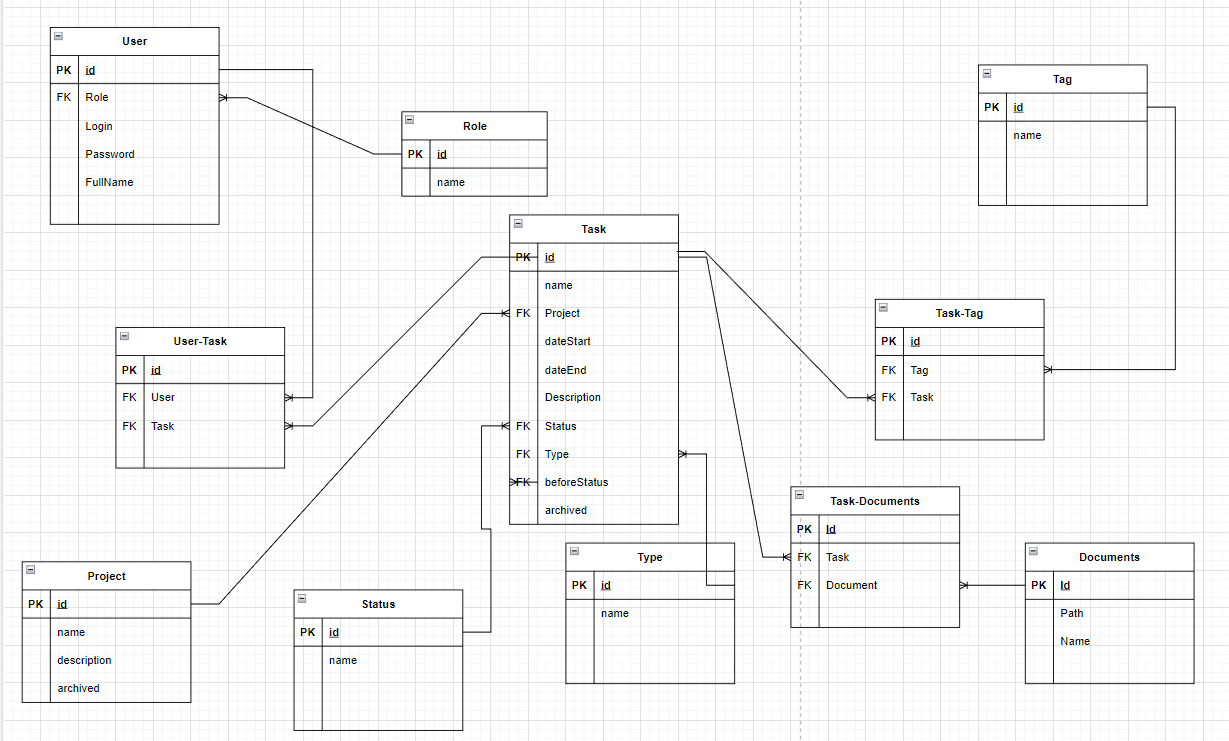 User
PK id
FK Role
Login
Password
FullName
Role
PK id
name
Tag
PK id
name
Task
PK id
name
FK Project
dateStart
dateEnd
Description
FK Status
FK Type
FK beforeStatus
archived
User-Task
PK id
FK User
FK Task
Task-Tag
PK id
FK Tag
FK Task
Task-Documents
PK Id
FK Task
FK Document
Project
PK id
name
description
archived
Status
PK id
name
Type
PK id
name
Documents
PK Id
Path
Name